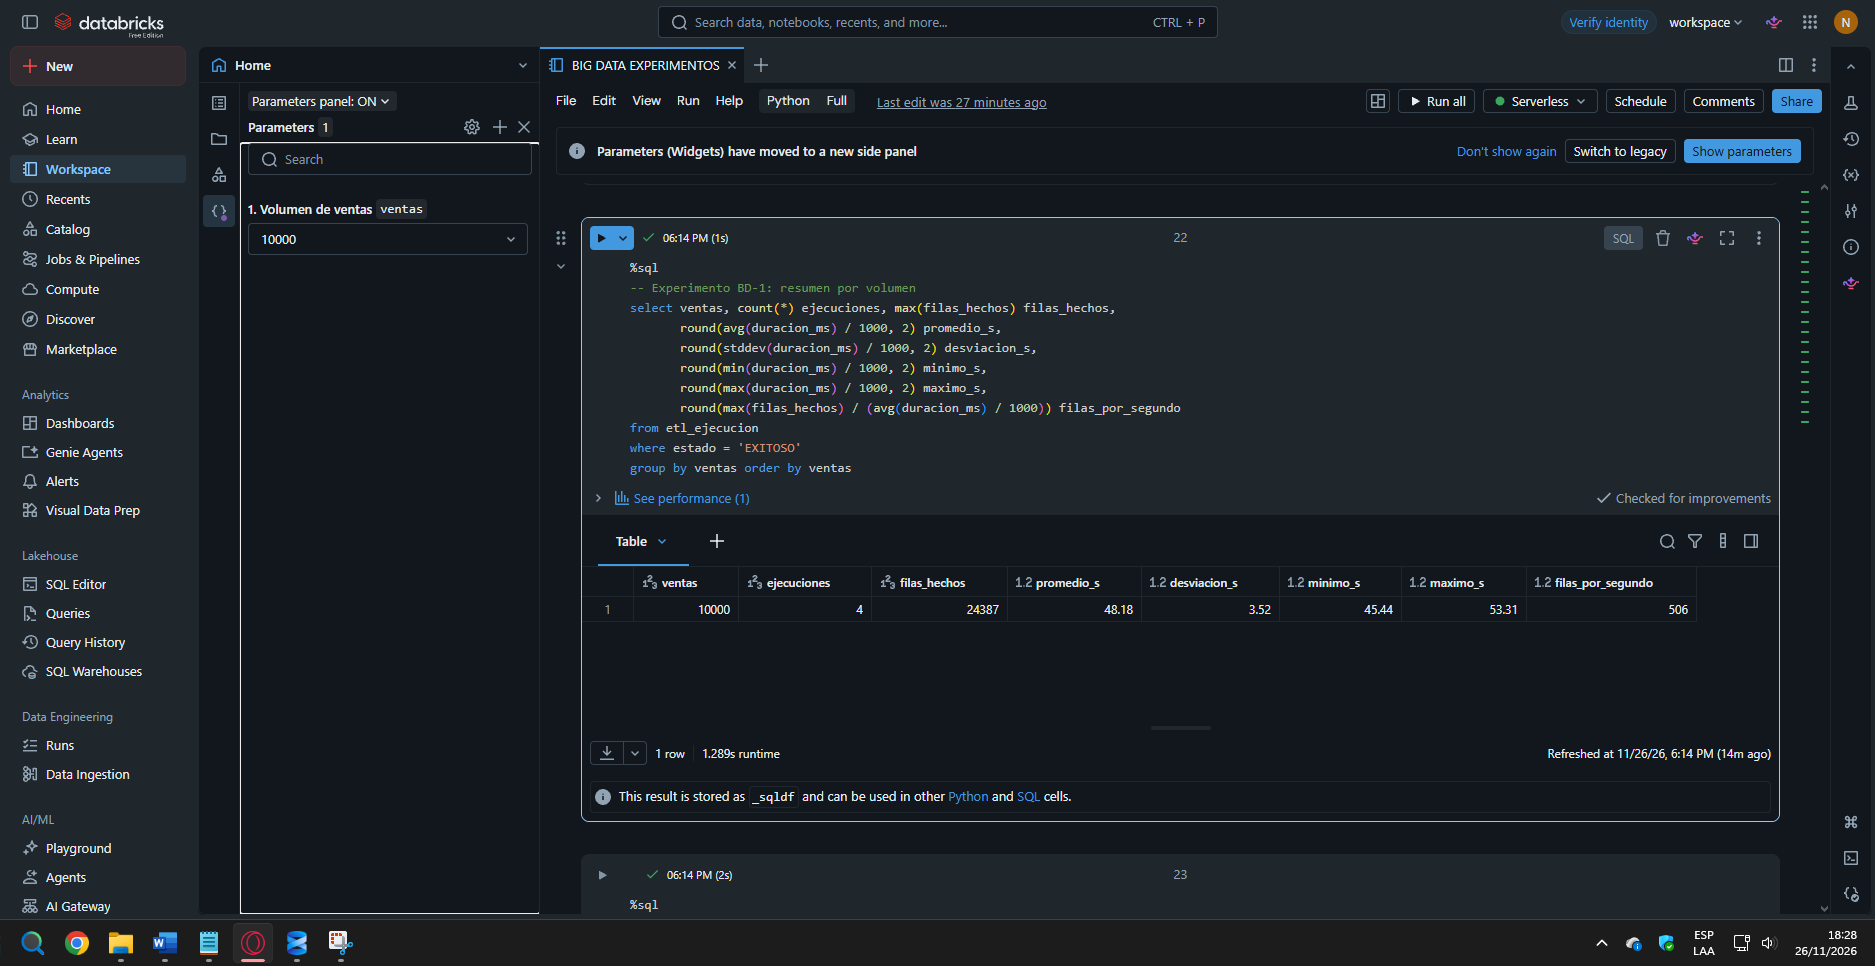 databricks
Free Edition
Search data, notebooks, recents, and more...
CTRL + P
Verify identity
workspace
N
New
Home
Learn
Workspace
Recents
Catalog
Jobs & Pipelines
Compute
Discover
Marketplace
Analytics
Dashboards
Genie Agents
Alerts
Visual Data Prep
Lakehouse
SQL Editor
Queries
Query History
SQL Warehouses
Data Engineering
Runs
Data Ingestion
AI/ML
Playground
Agents
AI Gateway
Home
Parameters panel: ON
Parameters 1
Search
1. Volumen de ventas ventas
10000
BIG DATA EXPERIMENTOS
File Edit View Run Help Python Full Last edit was 27 minutes ago
Run all Serverless Schedule Comments Share
Parameters (Widgets) have moved to a new side panel
Don't show again Switch to legacy Show parameters
06:14 PM (1s) 22 SQL
%sql
-- Experimento BD-1: resumen por volumen
select ventas, count(*) ejecuciones, max(filas_hechos) filas_hechos,
round(avg(duracion_ms) / 1000, 2) promedio_s,
round(stddev(duracion_ms) / 1000, 2) desviacion_s,
round(min(duracion_ms) / 1000, 2) minimo_s,
round(max(duracion_ms) / 1000, 2) maximo_s,
round(max(filas_hechos) / (avg(duracion_ms) / 1000)) filas_por_segundo
from etl_ejecucion
where estado = 'EXITOSO'
group by ventas order by ventas
See performance (1) Checked for improvements
Table
123 ventas 123 ejecuciones 123 filas_hechos 1.2 promedio_s 1.2 desviacion_s 1.2 minimo_s 1.2 maximo_s 1.2 filas_por_segundo
1 10000 4 24387 48.18 3.52 45.44 53.31 506
1 row 1.289s runtime Refreshed at 11/26/26, 6:14 PM (14m ago)
This result is stored as _sqldf and can be used in other Python and SQL cells.
06:14 PM (2s) 23
%sql
ESP
LAA
18:28
26/11/2026